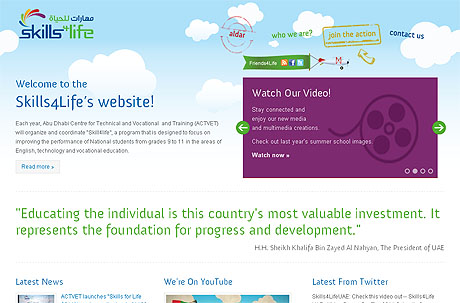 مهارات للحياة
skills4life
aldar
who we are?
join the action
contact us
Friends4Life
Welcome to the
Skills4Life's website!
Each year, Abu Dhabi Centre for Technical and Vocational and Training (ACTVET)
will organize and coordinate "Skill4life", a program that designed to focus on
improving the performance of National students from grades 9 to 11 in the areas of
English, technology and vocational education.
Read more »
Watch Our Video!
Stay connected and
enjoy our new media
and multimedia creations.
Check out last year's summer school images.
Watch now »
"Educating the individual is this country's most valuable investment. It
represents the foundation for progress and development."
H.H. Sheikh Khalifa Bin Zayed Al Nahyan, The President of UAE
Latest News
ACTVET launches "Skills for Life
We're On YouTube
Latest From Twitter
Skills4LifeUAE: Check this video out -- Skills4Life